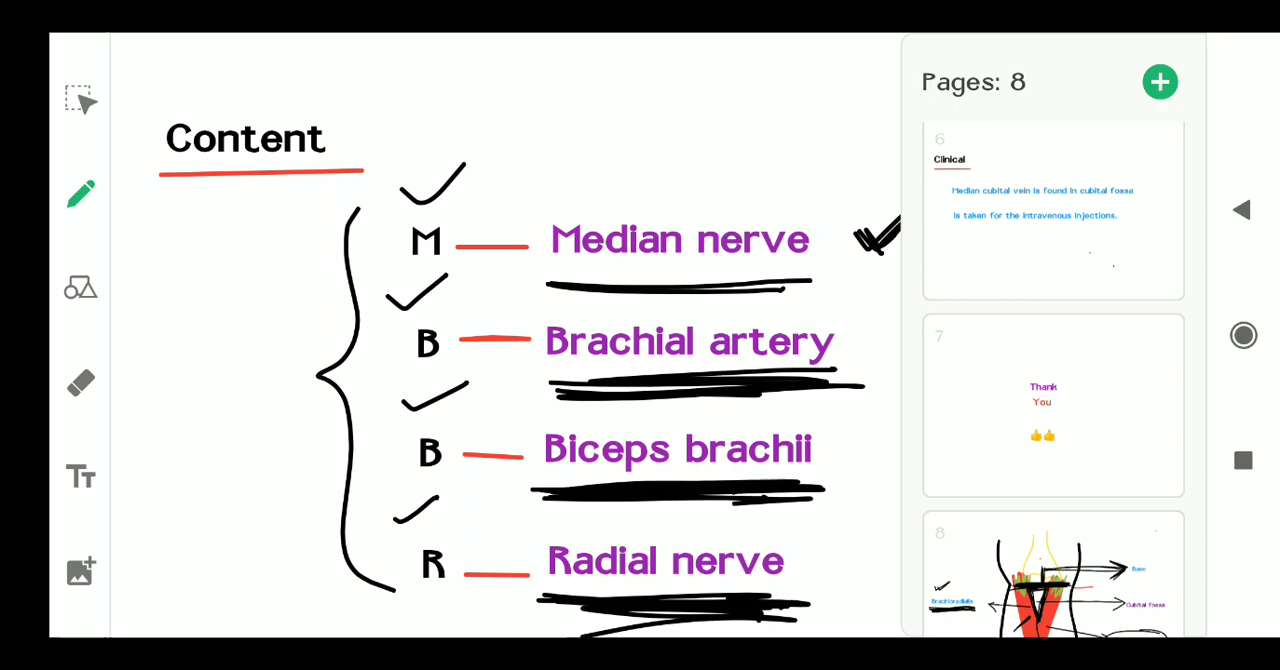 Content
M Median nerve
B Brachial artery
B Biceps brachii
R Radial nerve
Pages: 8
6
Clinical
Median cubital vein is found in cubital fossa
is taken for the intravenous injections.
7
Thank
You
8
Base
Brachioradialis
Cubital fossa
TT